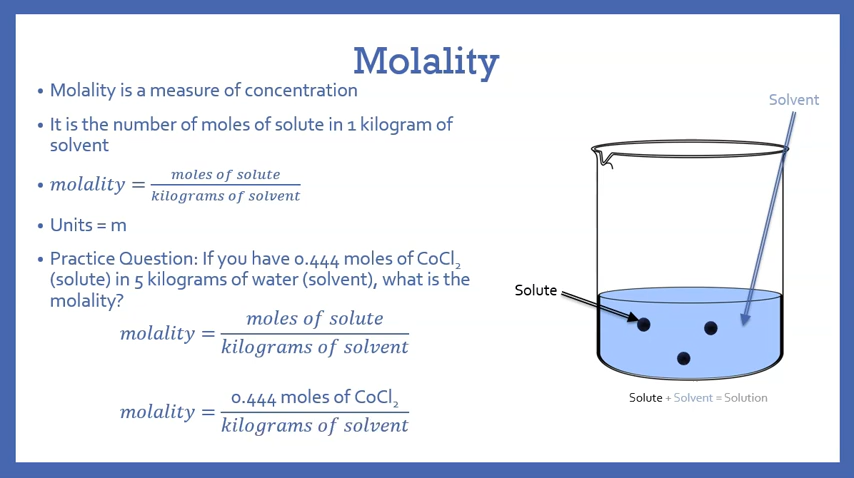 Molality
• Molality is a measure of concentration
• It is the number of moles of solute in 1 kilogram of
solvent
• molality = moles of solute / kilograms of solvent
• Units = m
• Practice Question: If you have 0.444 moles of CoCl₂
(solute) in 5 kilograms of water (solvent), what is the
molality?
molality = moles of solute / kilograms of solvent
molality = 0.444 moles of CoCl₂ / kilograms of solvent
Solvent
Solute
Solute + Solvent = Solution